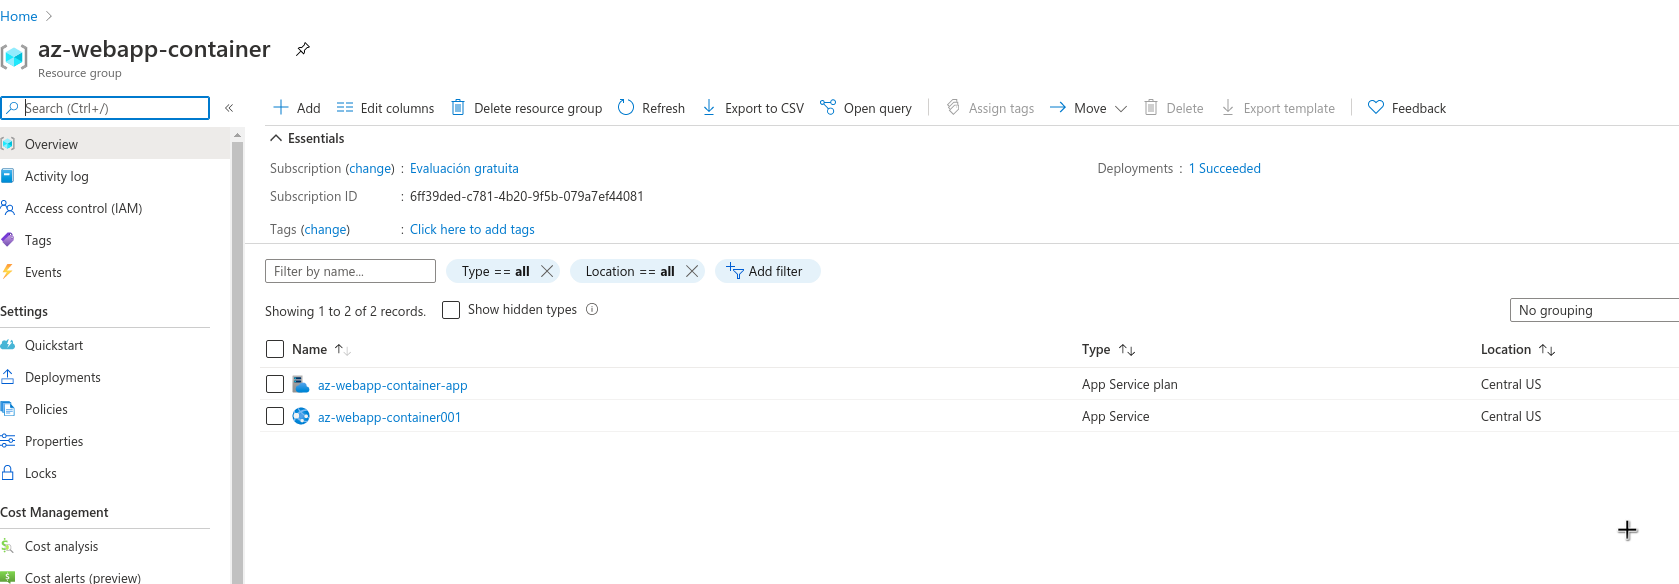 Home
az-webapp-container
Resource group
Search (Ctrl+/)
«
Add
Edit columns
Delete resource group
Refresh
Export to CSV
Open query
Assign tags
Move
Delete
Export template
Feedback
Overview
Activity log
Access control (IAM)
Tags
Events
Settings
Quickstart
Deployments
Policies
Properties
Locks
Cost Management
Cost analysis
Cost alerts (preview)
Essentials
Subscription (change) : Evaluación gratuita
Deployments : 1 Succeeded
Subscription ID : 6ff39ded-c781-4b20-9f5b-079a7ef44081
Tags (change) : Click here to add tags
Filter by name...
Type == all
Location == all
Add filter
Showing 1 to 2 of 2 records.
Show hidden types
No grouping
Name ↑↓ Type ↑↓ Location ↑↓
az-webapp-container-app App Service plan Central US
az-webapp-container001 App Service Central US